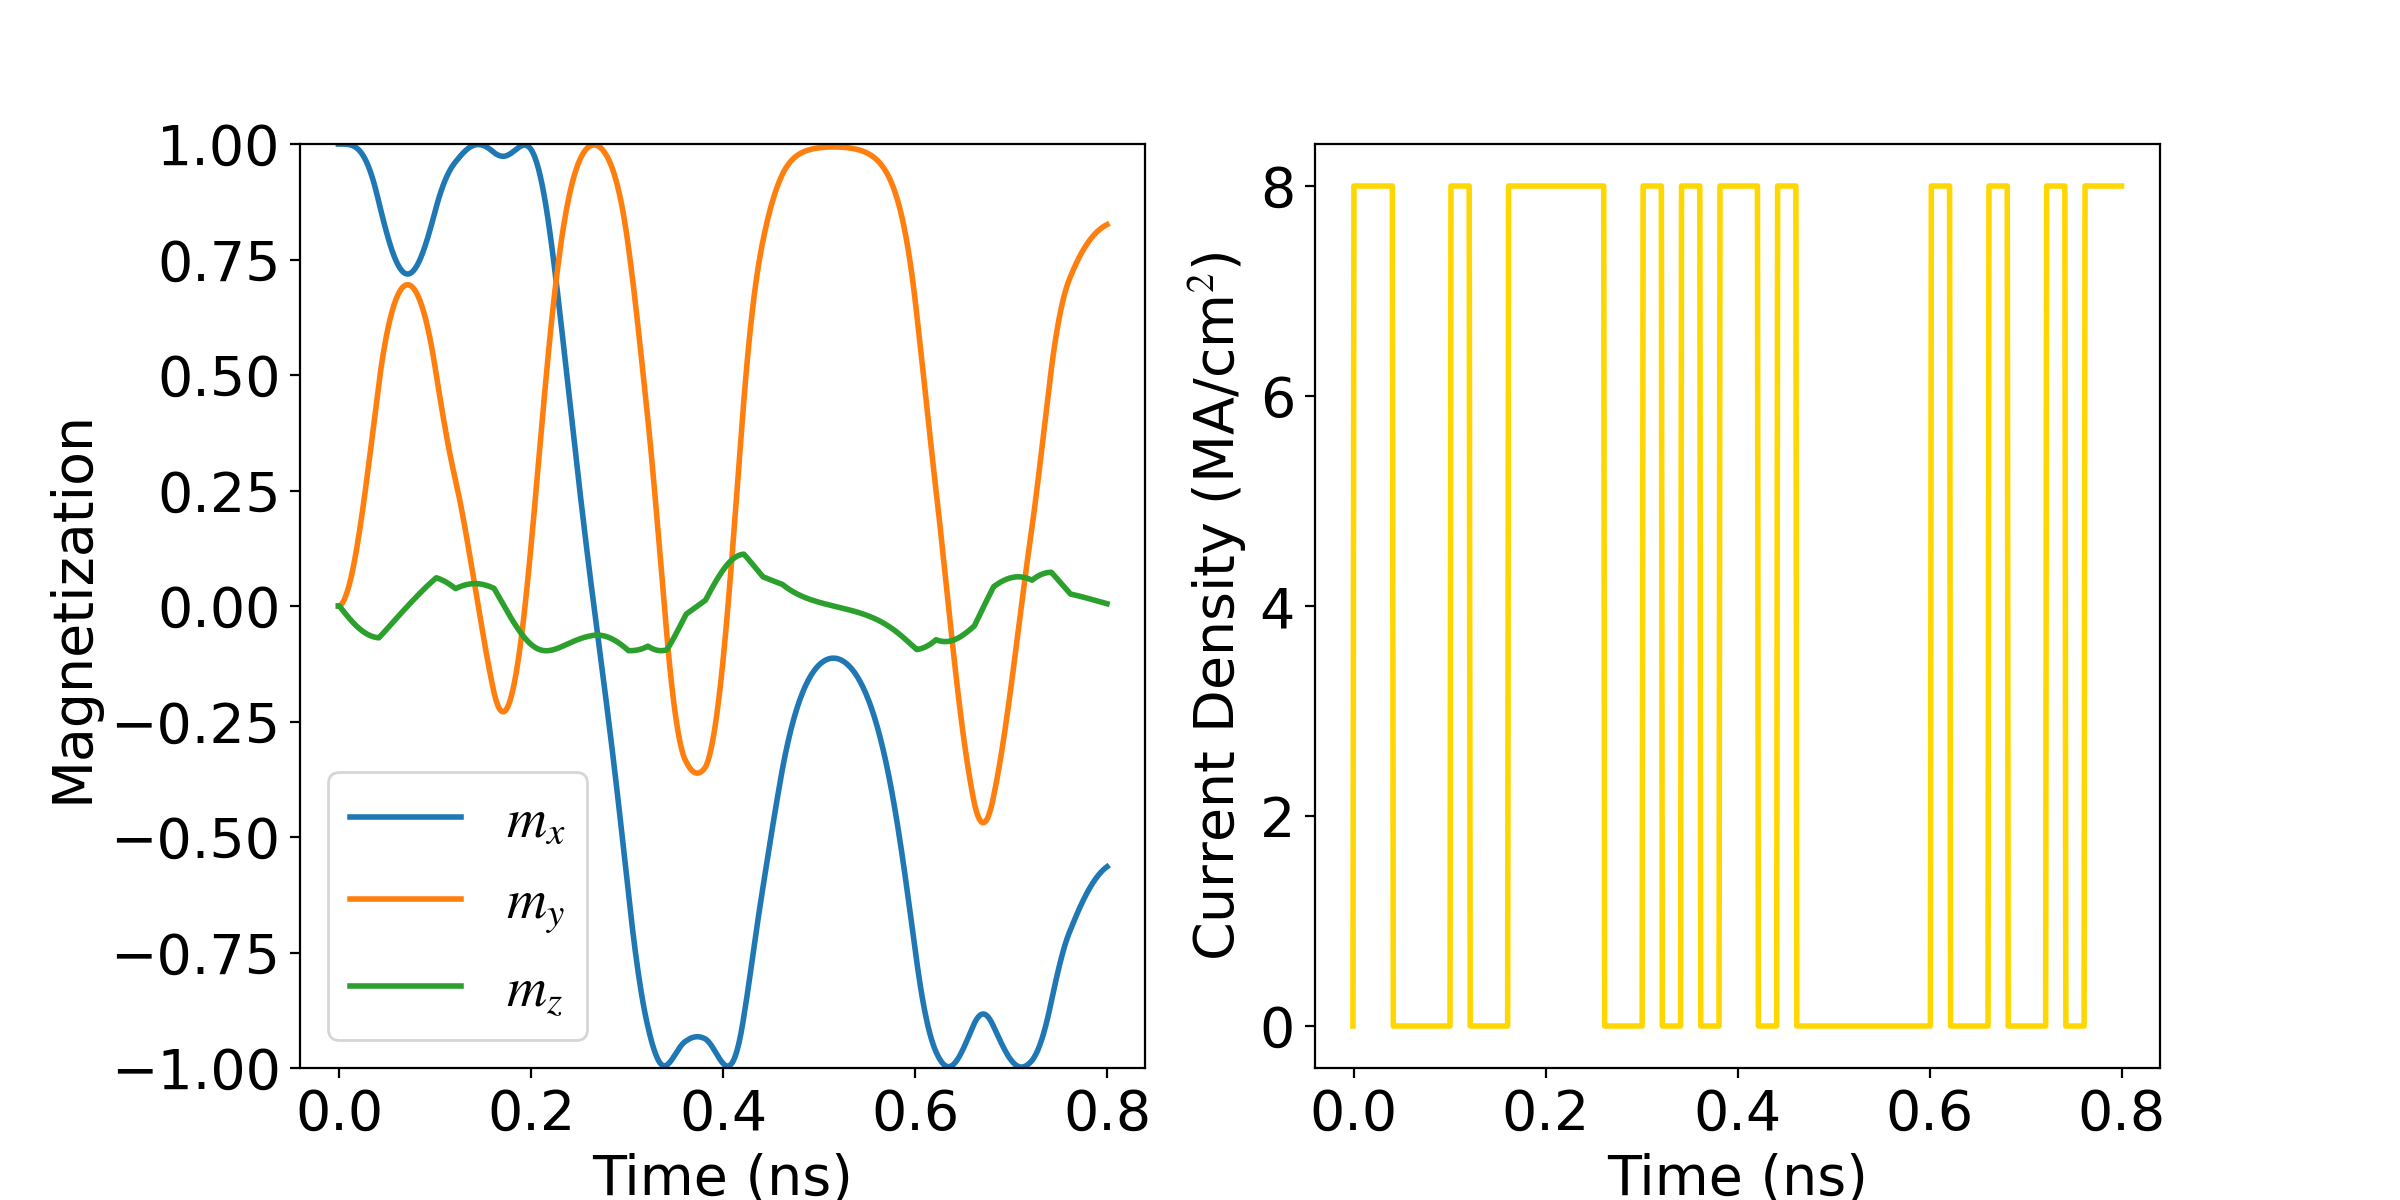 1.00
0.75
0.50
0.25
0.00
−0.25
−0.50
−0.75
−1.00
Magnetization
m_x
m_y
m_z
0.0 0.2 0.4 0.6 0.8
Time (ns)
8
6
4
2
0
Current Density (MA/cm²)
0.0 0.2 0.4 0.6 0.8
Time (ns)